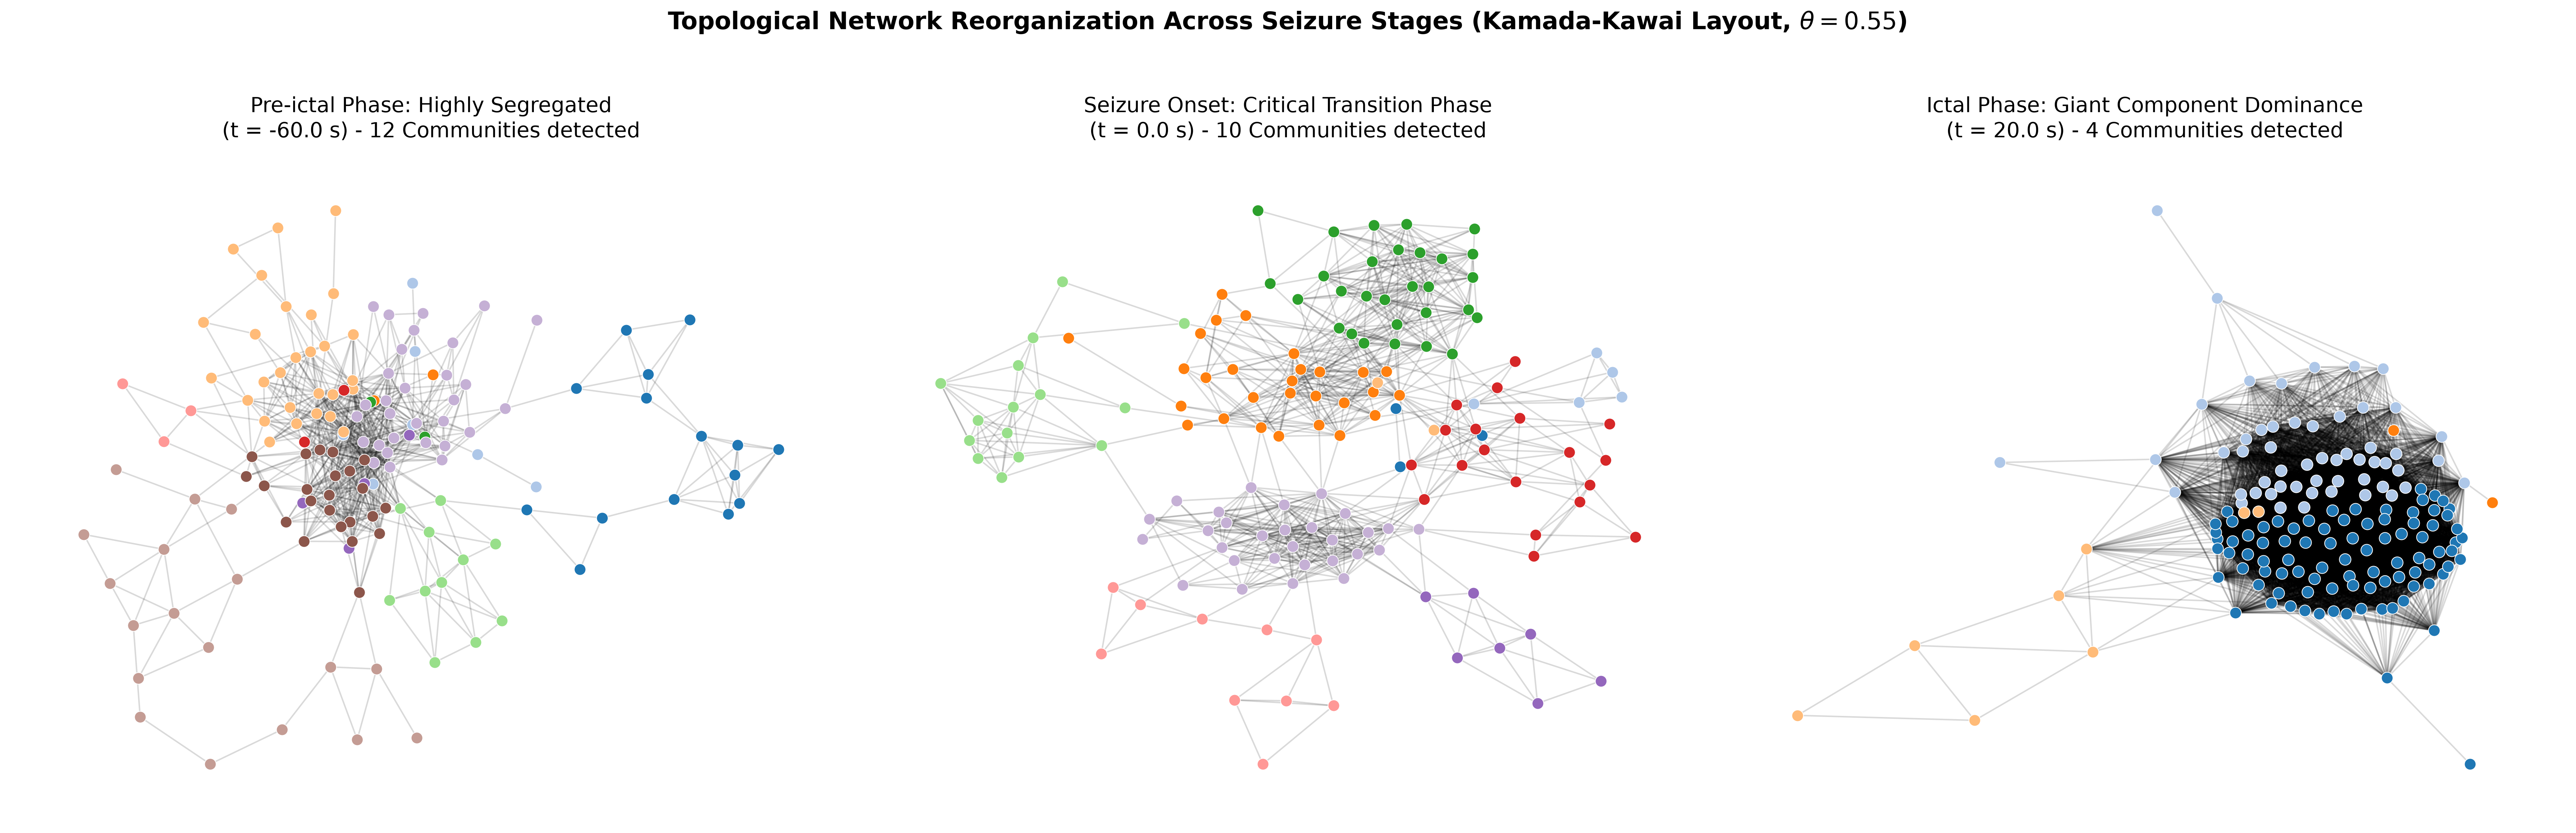 Topological Network Reorganization Across Seizure Stages (Kamada-Kawai Layout, θ = 0.55)
Pre-ictal Phase: Highly Segregated
(t = -60.0 s) - 12 Communities detected
Seizure Onset: Critical Transition Phase
(t = 0.0 s) - 10 Communities detected
Ictal Phase: Giant Component Dominance
(t = 20.0 s) - 4 Communities detected